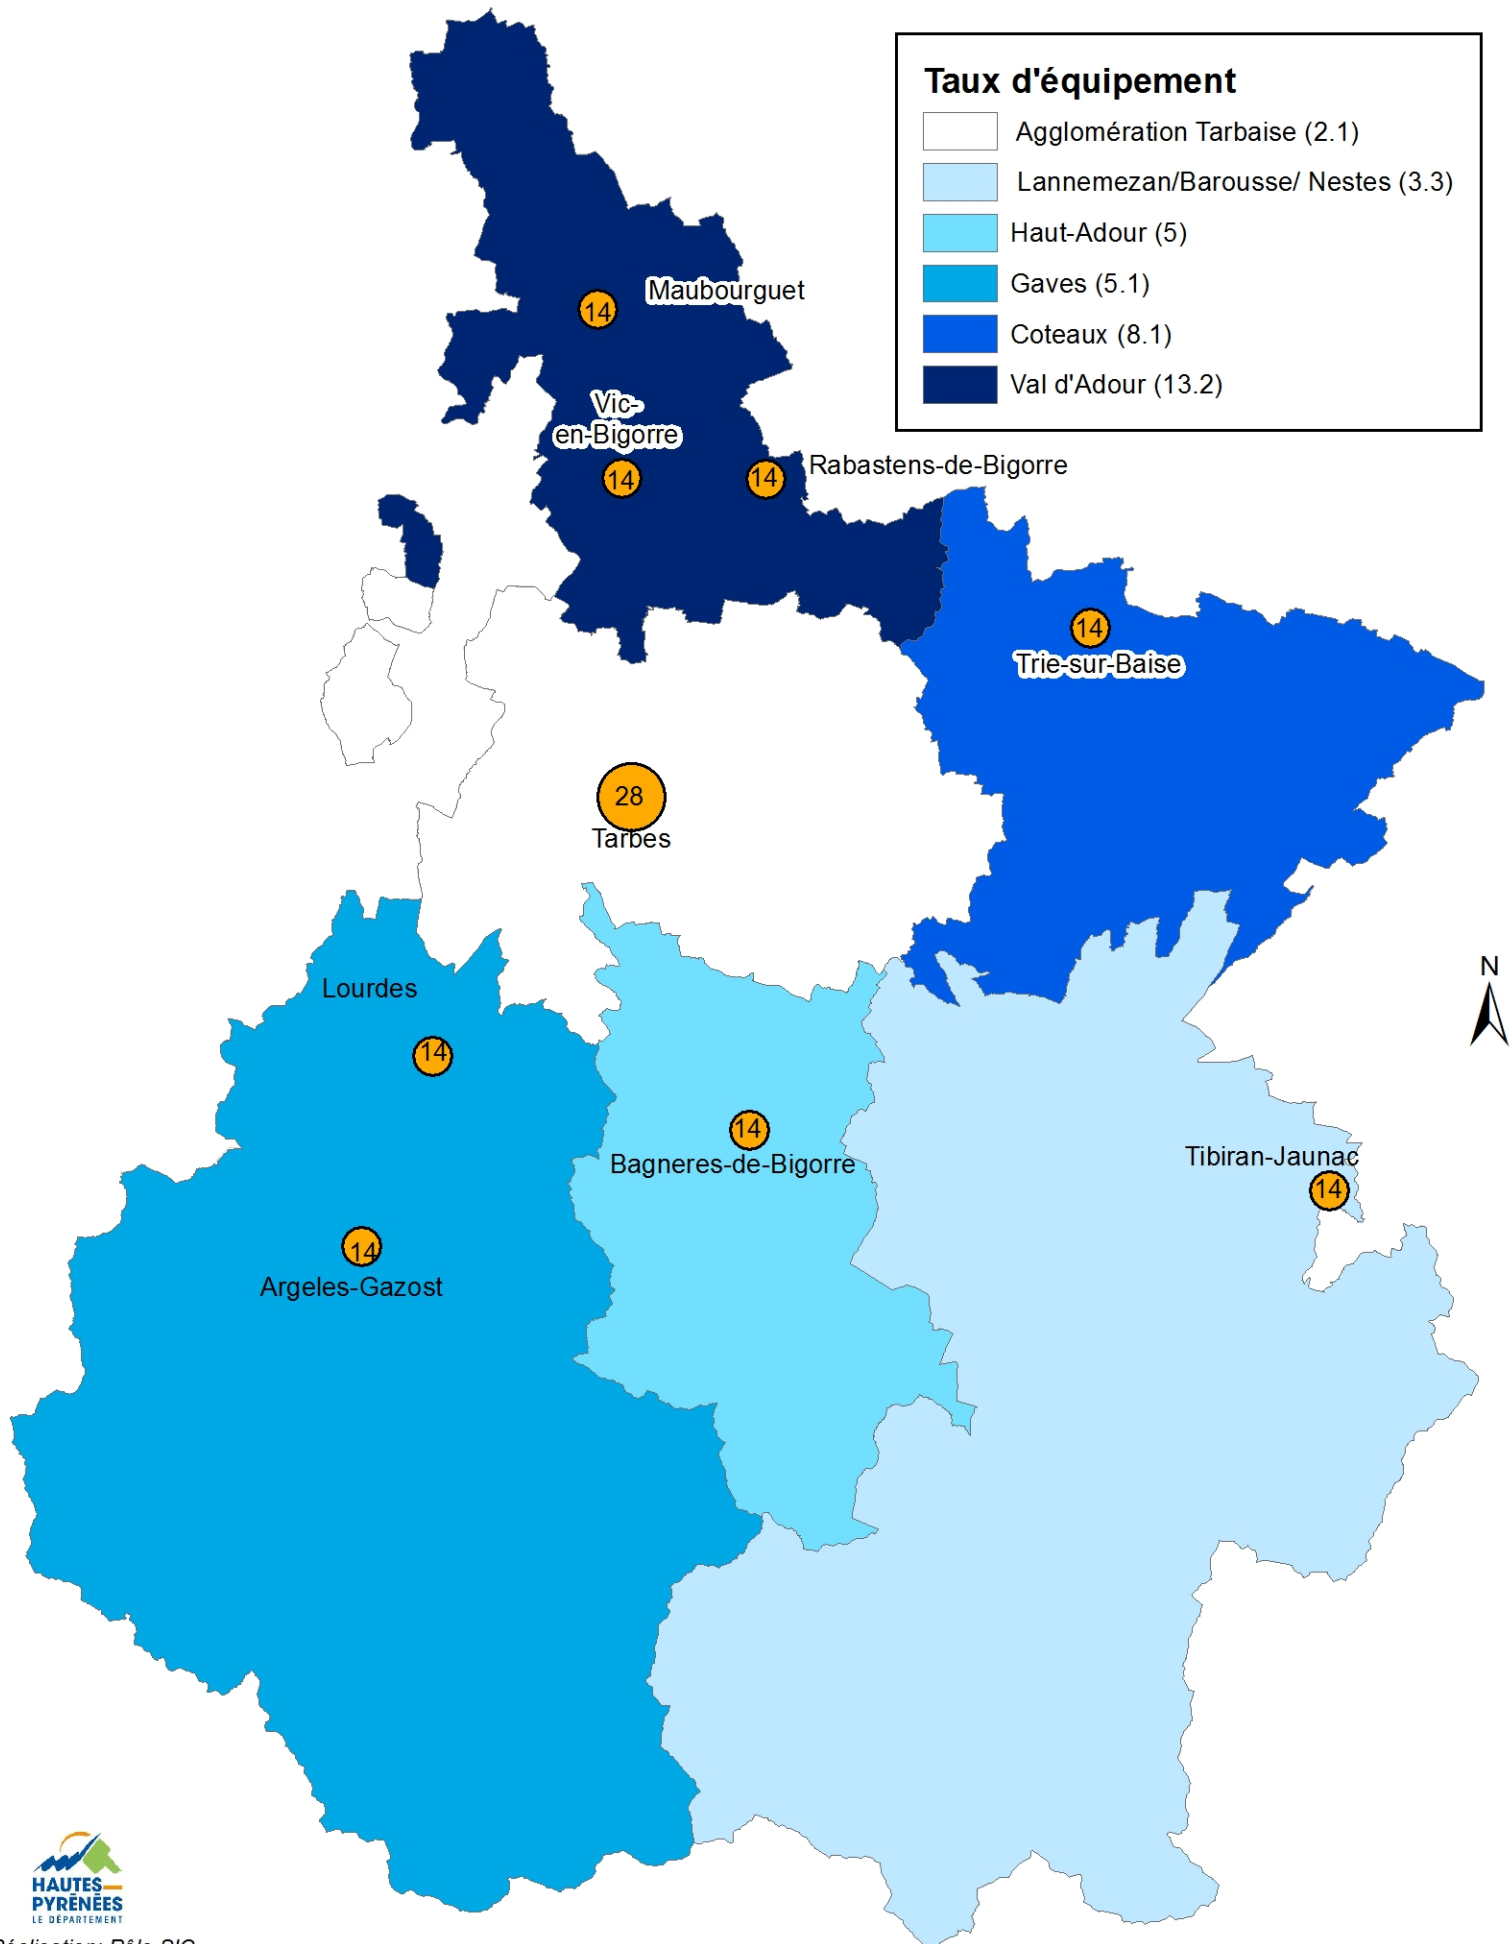 Taux d'équipement
Agglomération Tarbaise (2.1)
Lannemezan/Barousse/ Nestes (3.3)
Haut-Adour (5)
Gaves (5.1)
Coteaux (8.1)
Val d'Adour (13.2)
Maubourguet
14
Vic-
en-Bigorre
14
14
Rabastens-de-Bigorre
14
Trie-sur-Baise
28
Tarbes
N
Lourdes
14
14
Bagneres-de-Bigorre
Tibiran-Jaunac
14
14
Argeles-Gazost
HAUTES
PYRÉNÉES
LE DÉPARTEMENT